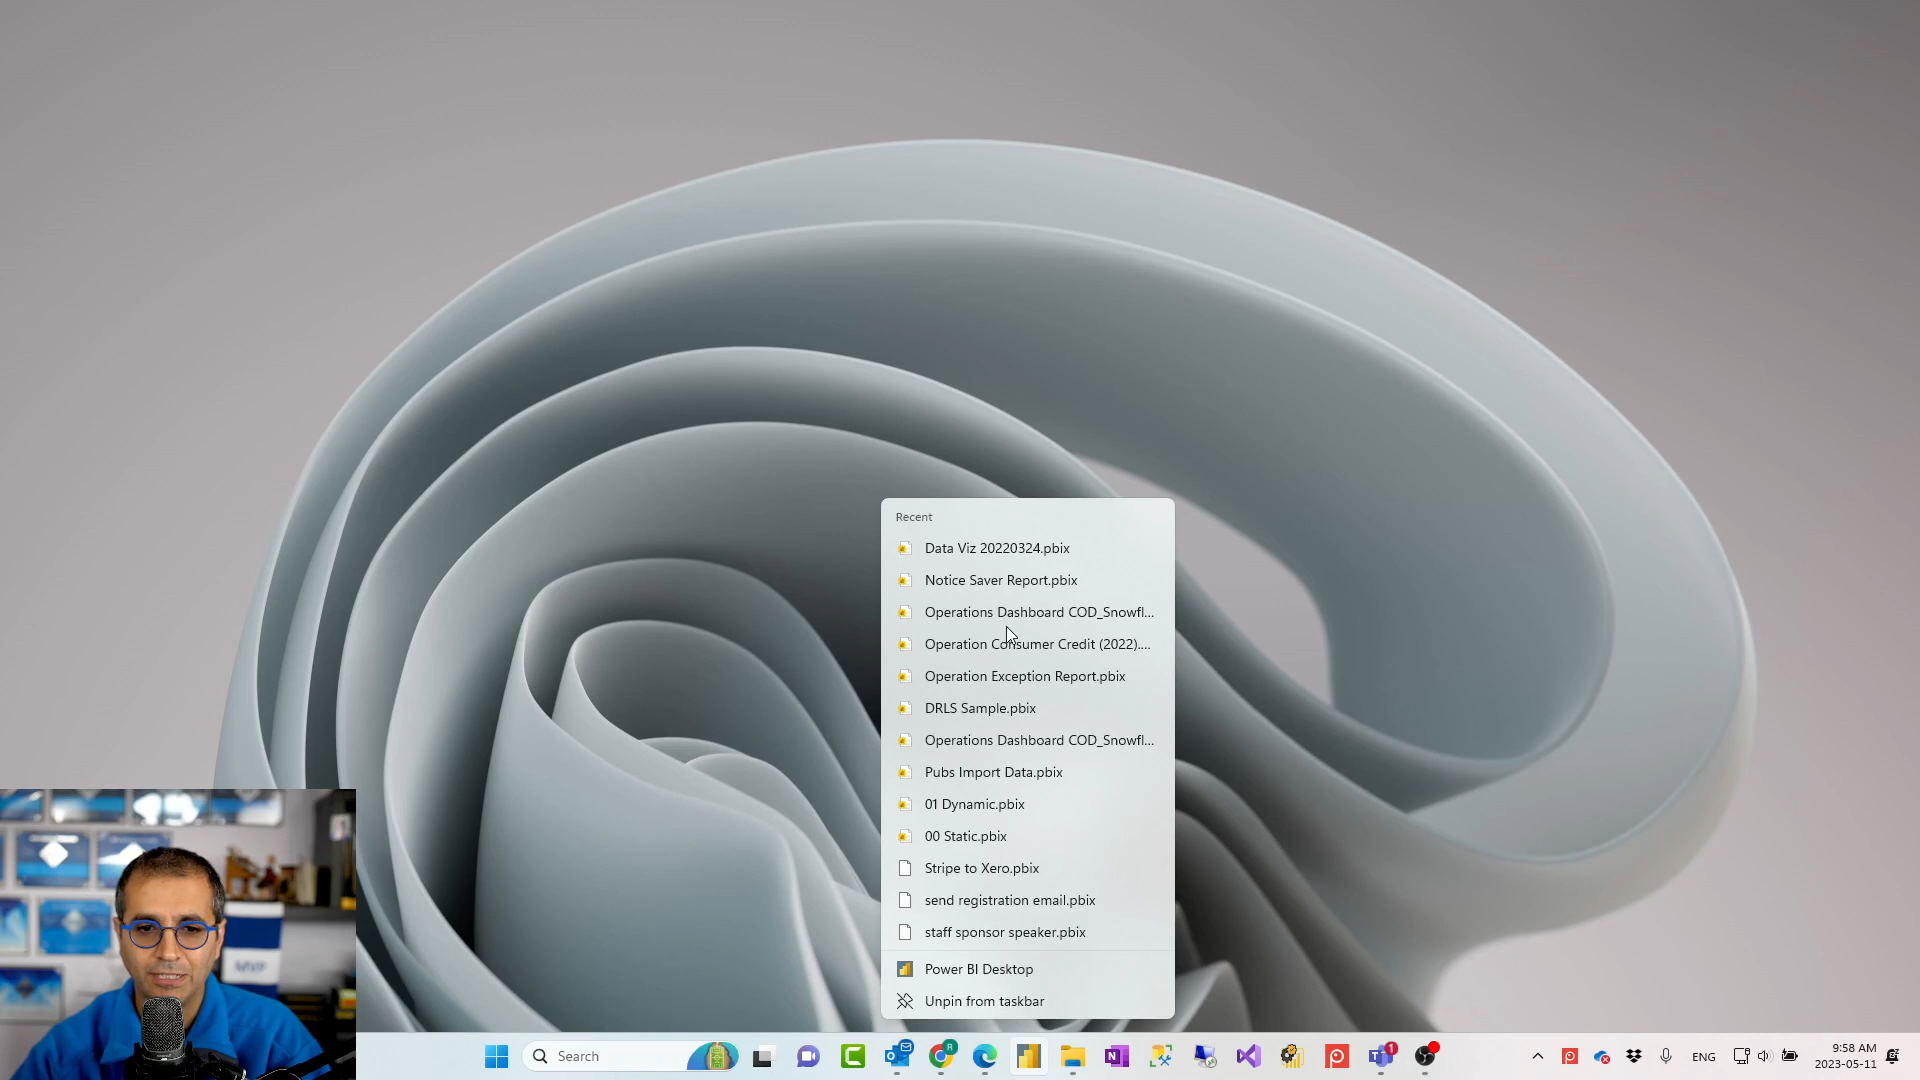 Recent
Data Viz 20220324.pbix
Notice Saver Report.pbix
Operations Dashboard COD_Snowfl...
Operation Consumer Credit (2022)....
Operation Exception Report.pbix
DRLS Sample.pbix
Operations Dashboard COD_Snowfl...
Pubs Import Data.pbix
01 Dynamic.pbix
00 Static.pbix
Stripe to Xero.pbix
send registration email.pbix
staff sponsor speaker.pbix
Power BI Desktop
Unpin from taskbar
MVP
Search
R
1
ENG
9:58 AM
2023-05-11